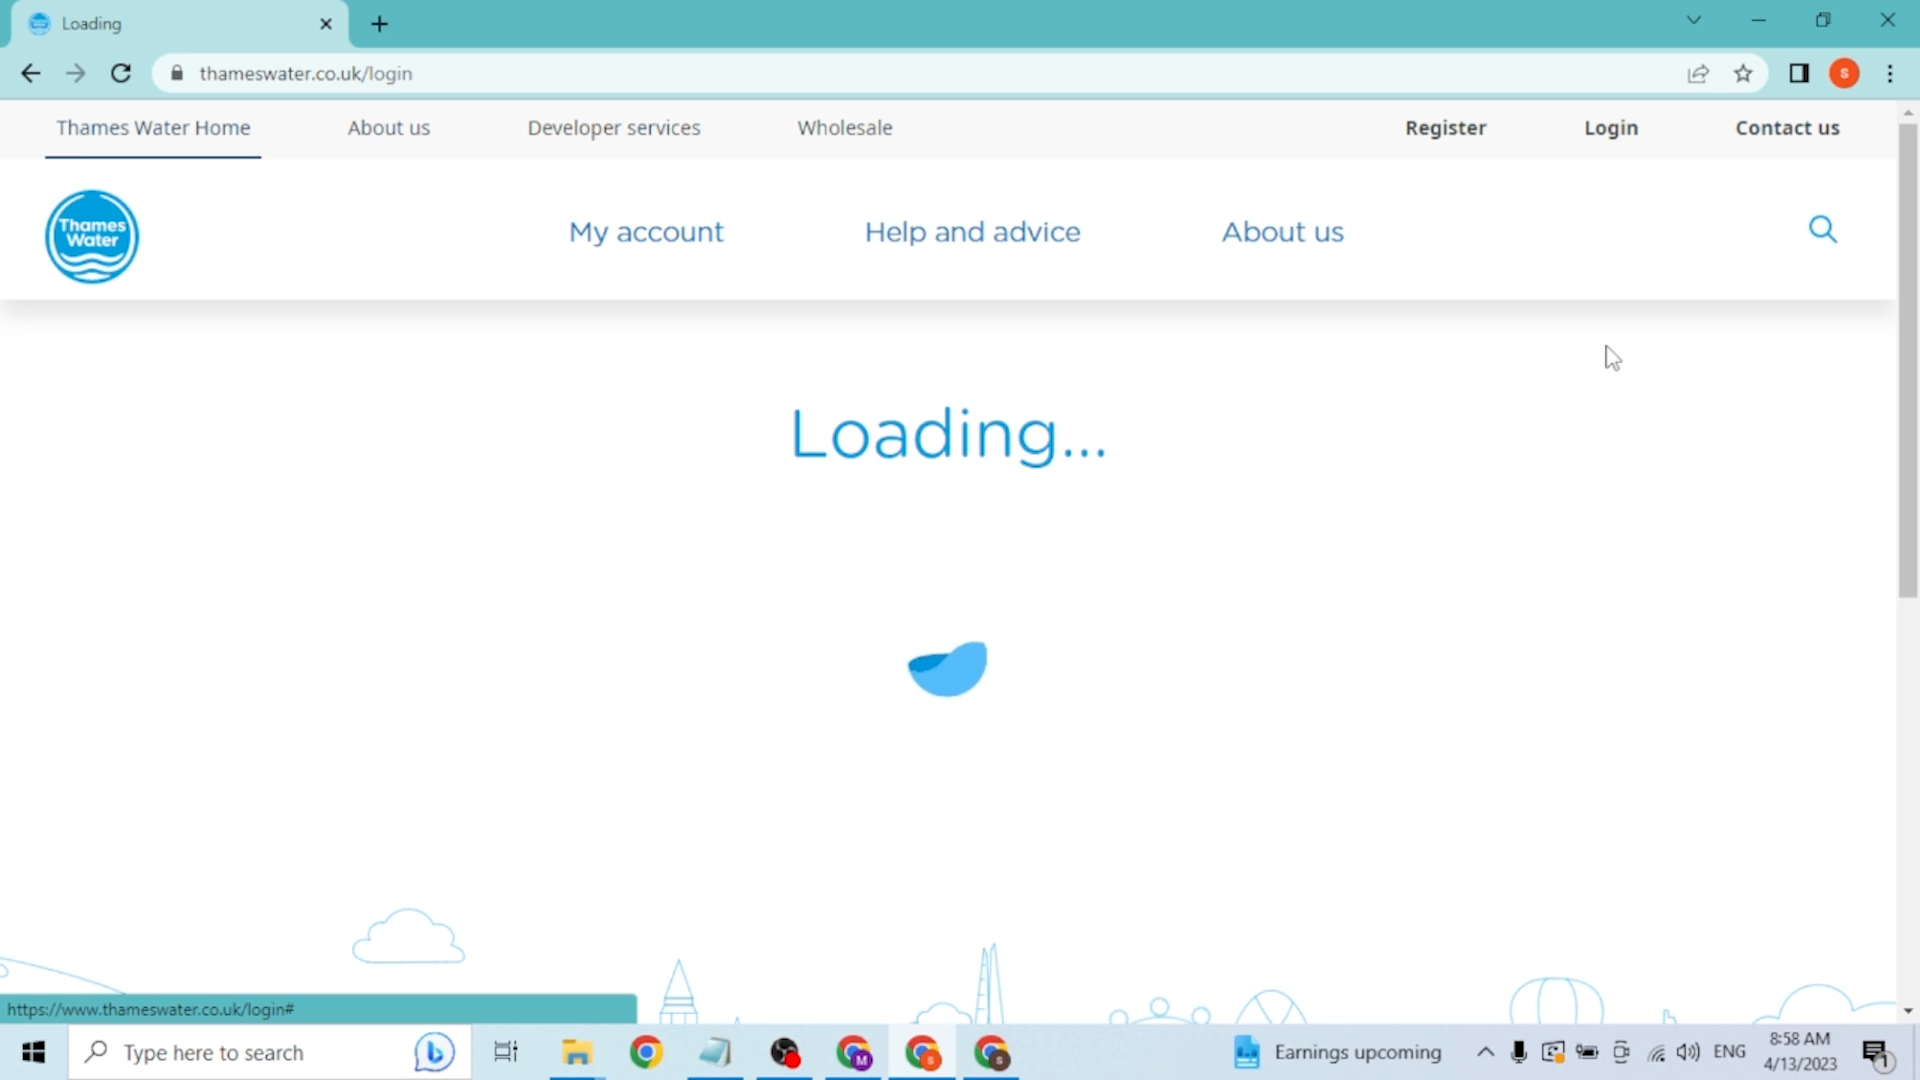 Loading
thameswater.co.uk/login
S
Thames Water Home About us Developer services Wholesale Register Login Contact us
Thames
Water
My account Help and advice About us
Loading...
https://www.thameswater.co.uk/login#
Type here to search
M
S
S
Earnings upcoming
ENG
8:58 AM
4/13/2023
1